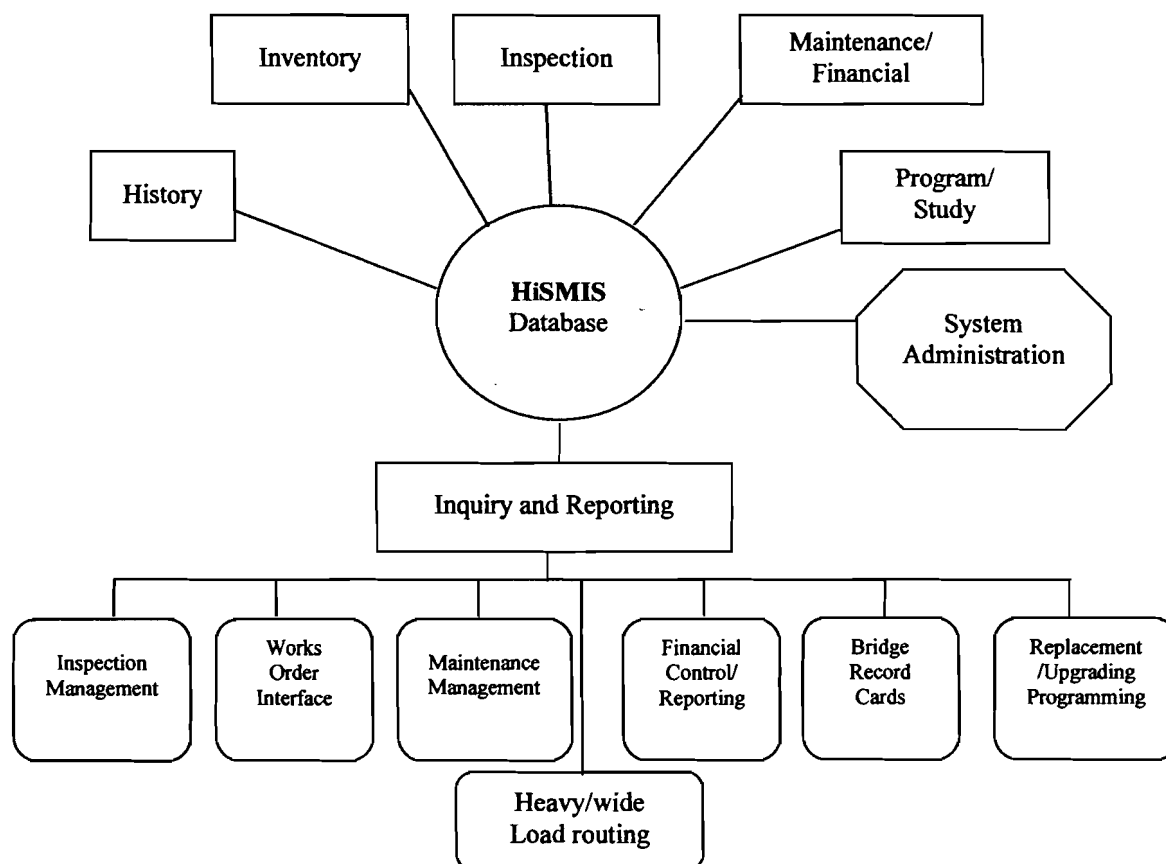 Inventory
Inspection
Maintenance/
Financial
History
Program/
Study
HiSMIS
Database
System
Administration
Inquiry and Reporting
Inspection
Management
Works
Order
Interface
Maintenance
Management
Financial
Control/
Reporting
Bridge
Record
Cards
Replacement
/Upgrading
Programming
Heavy/wide
Load routing